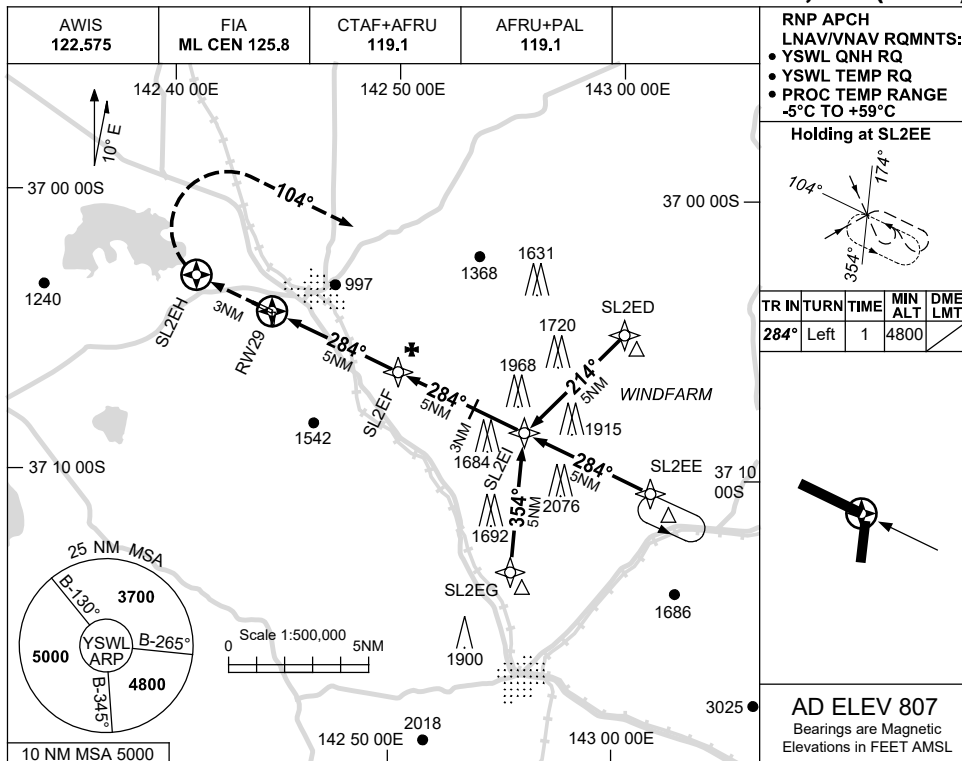 AWIS
122.575
FIA
ML CEN 125.8
CTAF+AFRU
119.1
AFRU+PAL
119.1
RNP APCH
LNAV/VNAV RQMNTS:
• YSWL QNH RQ
• YSWL TEMP RQ
• PROC TEMP RANGE
-5°C TO +59°C
Holding at SL2EE
174°
104°
354°
TR IN TURN TIME MIN ALT DME LMT
284° Left 1 4800
142 40 00E
142 50 00E
143 00 00E
10° E
37 00 00S
37 00 00S
104°
1631
1368
997
1240
SL2EH
3NM
RW29
284°
5NM
SL2ED
1720
214°
5NM
1968
WINDFARM
SL2EF
284°
5NM
3NM
1915
1542
1684
SL2EI
284°
5NM
SL2EE
37 10 00S
37 10
00S
2076
354°
5NM
1692
SL2EG
1686
25 NM MSA
B-130°
3700
5000
YSWL
ARP
B-265°
4800
B-345°
Scale 1:500,000
0
5NM
1900
2018
3025
142 50 00E
143 00 00E
10 NM MSA 5000
AD ELEV 807
Bearings are Magnetic
Elevations in FEET AMSL